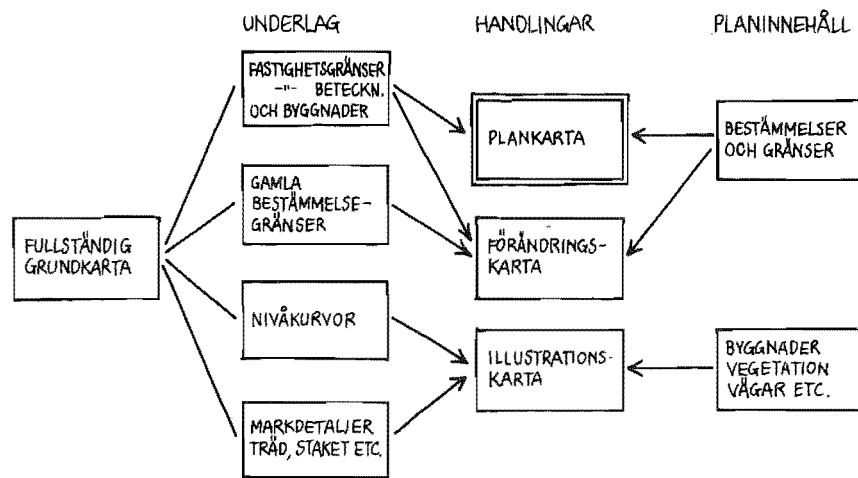 UNDERLAG
HANDLINGAR
PLANINNEHÅLL
FULLSTÄNDIG
GRUNDKARTA
FASTIGHETSGRÄNSER
-"- BETECKN.
OCH BYGGNADER
GAMLA
BESTÄMMELSE-
GRÄNSER
NIVÅKURVOR
MARKDETALJER
TRÄD, STAKET ETC.
PLANKARTA
FÖRÄNDRINGS-
KARTA
ILLUSTRATIONS-
KARTA
BESTÄMMELSER
OCH GRÄNSER
BYGGNADER
VEGETATION
VÄGAR ETC.